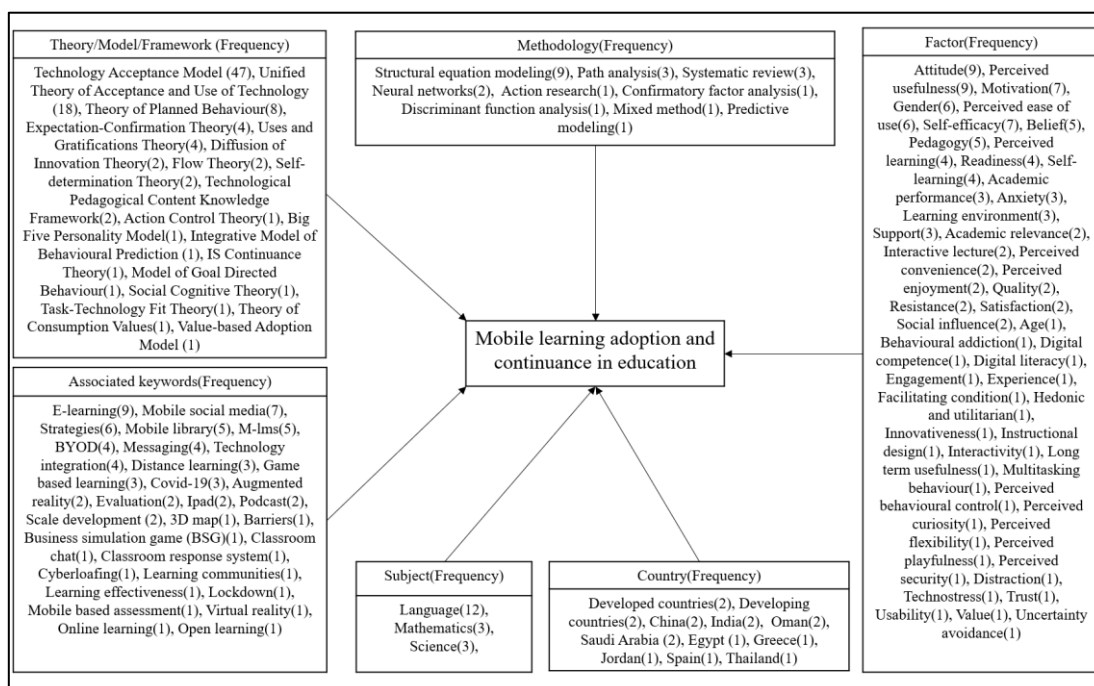 Theory/Model/Framework (Frequency)
Technology Acceptance Model (47), Unified
Theory of Acceptance and Use of Technology
(18), Theory of Planned Behaviour(8),
Expectation-Confirmation Theory(4), Uses and
Gratifications Theory(4), Diffusion of
Innovation Theory(2), Flow Theory(2), Self-
determination Theory(2), Technological
Pedagogical Content Knowledge
Framework(2), Action Control Theory(1), Big
Five Personality Model(1), Integrative Model of
Behavioural Prediction (1), IS Continuance
Theory(1), Model of Goal Directed
Behaviour(1), Social Cognitive Theory(1),
Task-Technology Fit Theory(1), Theory of
Consumption Values(1), Value-based Adoption
Model (1)
Methodology(Frequency)
Structural equation modeling(9), Path analysis(3), Systematic review(3),
Neural networks(2), Action research(1), Confirmatory factor analysis(1),
Discriminant function analysis(1), Mixed method(1), Predictive
modeling(1)
Factor(Frequency)
Attitude(9), Perceived
usefulness(9), Motivation(7),
Gender(6), Perceived ease of
use(6), Self-efficacy(7), Belief(5),
Pedagogy(5), Perceived
learning(4), Readiness(4), Self-
learning(4), Academic
performance(3), Anxiety(3),
Learning environment(3),
Support(3), Academic relevance(2),
Interactive lecture(2), Perceived
convenience(2), Perceived
enjoyment(2), Quality(2),
Resistance(2), Satisfaction(2),
Social influence(2), Age(1),
Behavioural addiction(1), Digital
competence(1), Digital literacy(1),
Engagement(1), Experience(1),
Facilitating condition(1), Hedonic
and utilitarian(1),
Innovativeness(1), Instructional
design(1), Interactivity(1), Long
term usefulness(1), Multitasking
behaviour(1), Perceived
behavioural control(1), Perceived
curiosity(1), Perceived
flexibility(1), Perceived
playfulness(1), Perceived
security(1), Distraction(1),
Technostress(1), Trust(1),
Usability(1), Value(1), Uncertainty
avoidance(1)
Mobile learning adoption and
continuance in education
Associated keywords(Frequency)
E-learning(9), Mobile social media(7),
Strategies(6), Mobile library(5), M-lms(5),
BYOD(4), Messaging(4), Technology
integration(4), Distance learning(3), Game
based learning(3), Covid-19(3), Augmented
reality(2), Evaluation(2), Ipad(2), Podcast(2),
Scale development (2), 3D map(1), Barriers(1),
Business simulation game (BSG)(1), Classroom
chat(1), Classroom response system(1),
Cyberloafing(1), Learning communities(1),
Learning effectiveness(1), Lockdown(1),
Mobile based assessment(1), Virtual reality(1),
Online learning(1), Open learning(1)
Subject(Frequency)
Language(12),
Mathematics(3),
Science(3),
Country(Frequency)
Developed countries(2), Developing
countries(2), China(2), India(2), Oman(2),
Saudi Arabia (2), Egypt (1), Greece(1),
Jordan(1), Spain(1), Thailand(1)